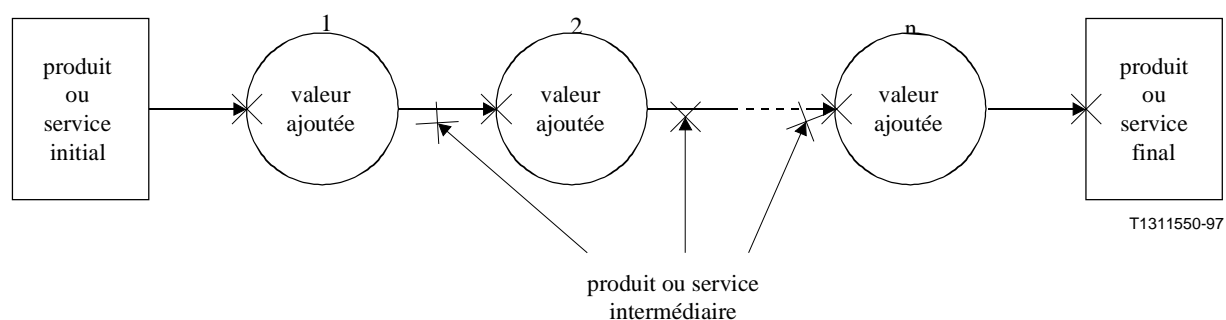 1
2
n
produit
ou
service
initial
valeur
ajoutée
valeur
ajoutée
valeur
ajoutée
produit
ou
service
final
T1311550-97
produit ou service
intermédiaire